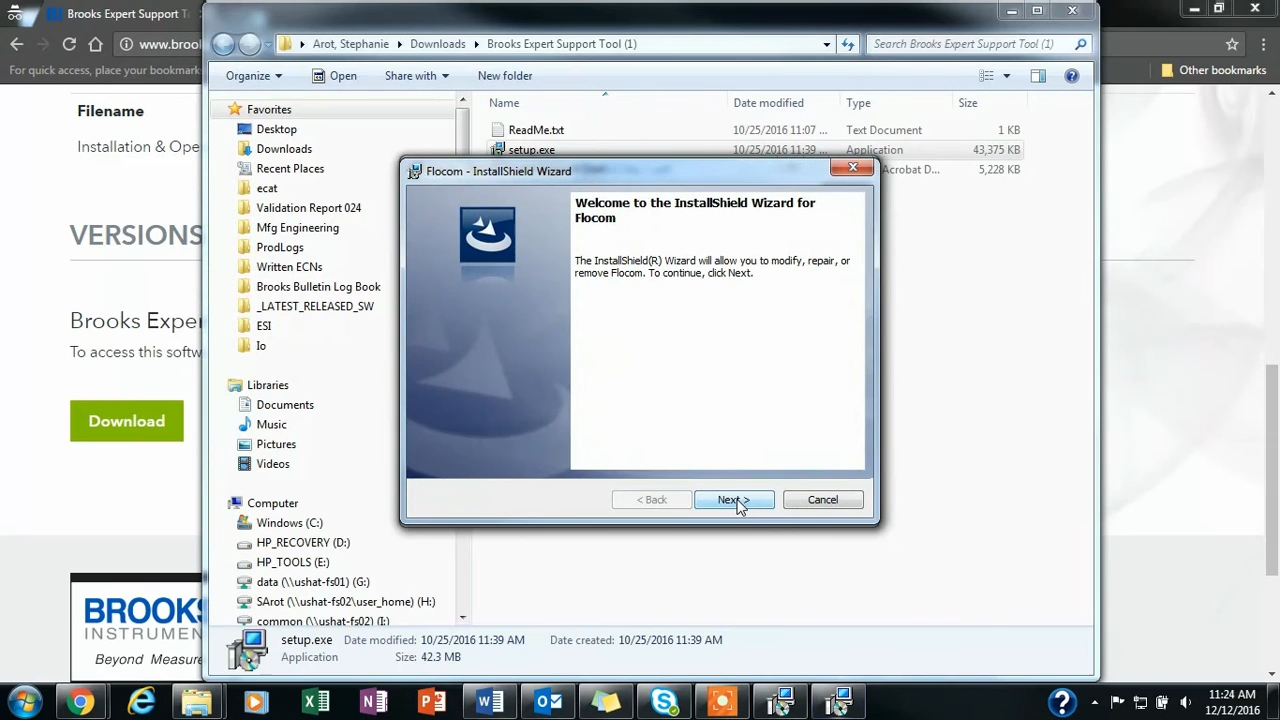 Brooks Expert Support T
www.broo
For quick access, place your bookmarks
Other bookmarks
Filename
Installation & Ope
VERSIONS
Brooks Exper
To access this softw
Download
BROOKS
INSTRUMEN
Beyond Measure
Arot, Stephanie
Downloads
Brooks Expert Support Tool (1)
Search Brooks Expert Support Tool (1)
Organize
Open
Share with
New folder
Favorites
Desktop
Downloads
Recent Places
ecat
Validation Report 024
Mfg Engineering
ProdLogs
Written ECNs
Brooks Bulletin Log Book
_LATEST_RELEASED_SW
ESI
Io
Libraries
Documents
Music
Pictures
Videos
Computer
Windows (C:)
HP_RECOVERY (D:)
HP_TOOLS (E:)
data (\\ushat-fs01) (G:)
SArot (\\ushat-fs02\user_home) (H:)
common (\\ushat-fs02) (I:)
Name Date modified Type Size
ReadMe.txt 10/25/2016 11:07 ... Text Document 1 KB
setup.exe 10/25/2016 11:39 ... Application 43,375 KB
Acrobat D... 5,228 KB
Flocom - InstallShield Wizard
Welcome to the InstallShield Wizard for
Flocom
The InstallShield(R) Wizard will allow you to modify, repair, or
remove Flocom. To continue, click Next.
< Back
Next >
Cancel
setup.exe Date modified: 10/25/2016 11:39 AM Date created: 10/25/2016 11:39 AM
Application Size: 42.3 MB
11:24 AM
12/12/2016